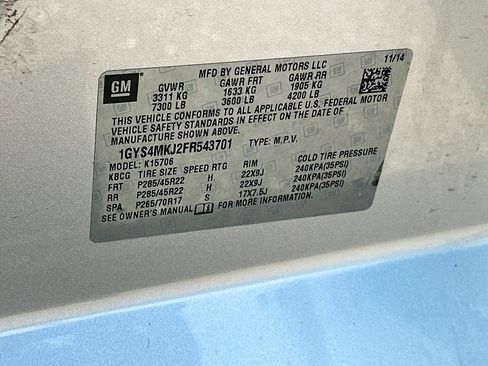 GM
MFD BY GENERAL MOTORS LLC
11/14
GVWR GAWR FRT GAWR RR
3311 KG 1633 KG 1905 KG
7300 LB 3600 LB 4200 LB
THIS VEHICLE CONFORMS TO ALL APPLICABLE U.S. FEDERAL MOTOR
VEHICLE SAFETY STANDARDS IN EFFECT ON THE DATE OF
MANUFACTURE SHOWN ABOVE.
1GYS4MKJ2FR543701 TYPE: M.P.V.
MODEL: K15706
KBCG TIRE SIZE SPEED RTG RIM COLD TIRE PRESSURE
FRT P285/45R22 H 22X9J 240KPA(35PSI)
RR P285/45R22 H 22X9J 240KPA(35PSI)
SPA P265/70R17 S 17X7.5J 240KPA(35PSI)
SEE OWNER'S MANUAL FOR MORE INFORMATION.